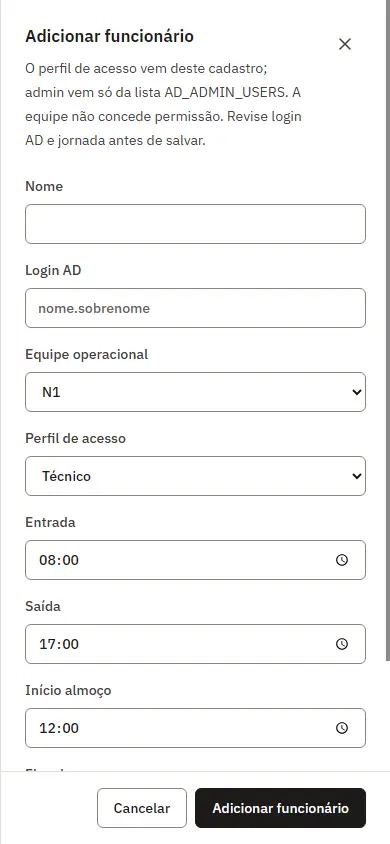 Adicionar funcionário
O perfil de acesso vem deste cadastro;
admin vem só da lista AD_ADMIN_USERS. A
equipe não concede permissão. Revise login
AD e jornada antes de salvar.
Nome
Login AD
nome.sobrenome
Equipe operacional
N1
Perfil de acesso
Técnico
Entrada
08:00
Saída
17:00
Início almoço
12:00
Cancelar
Adicionar funcionário